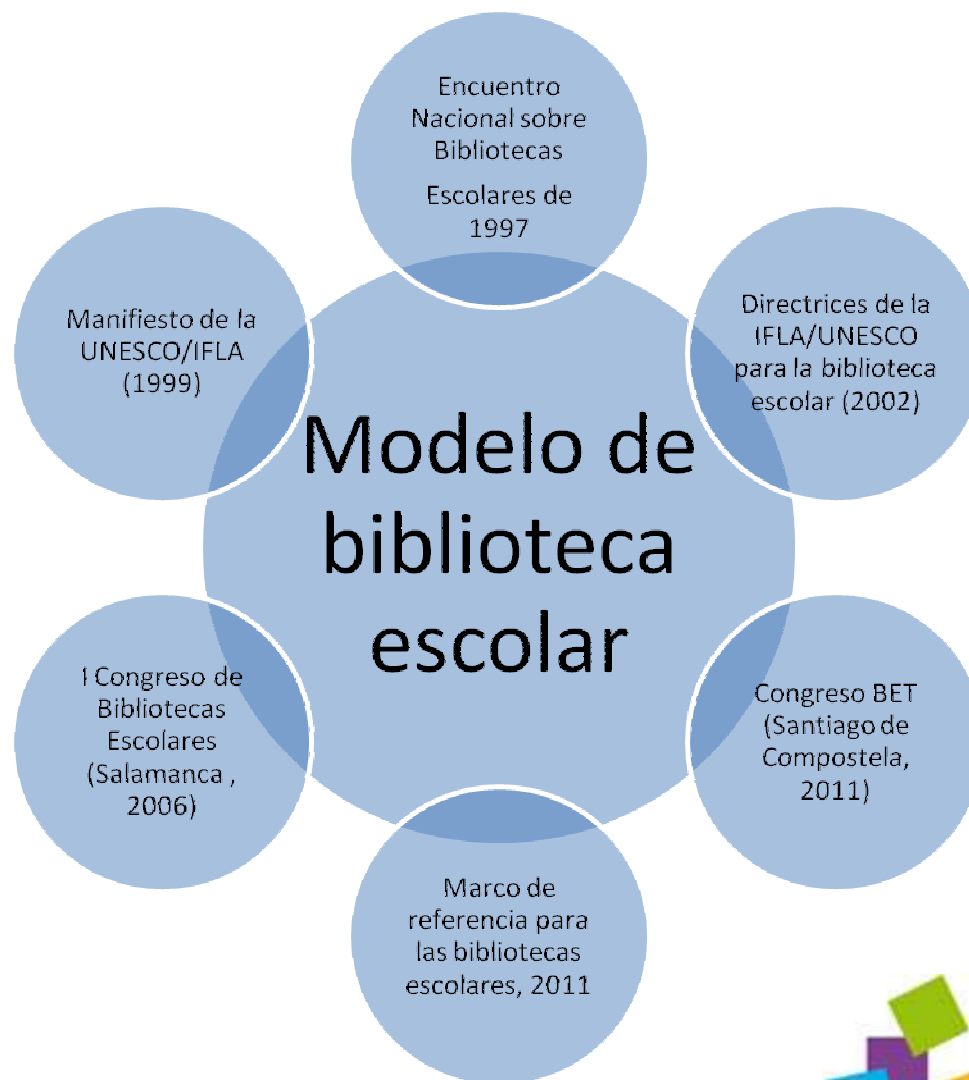 Encuentro
Nacional sobre
Bibliotecas
Escolares de
1997
Directrices de la
IFLA/UNESCO
para la biblioteca
escolar (2002)
Congreso BET
(Santiago de
Compostela,
2011)
Marco de
referencia para
las bibliotecas
escolares, 2011
I Congreso de
Bibliotecas
Escolares
(Salamanca ,
2006)
Manifiesto de la
UNESCO/IFLA
(1999)
Modelo de
biblioteca
escolar